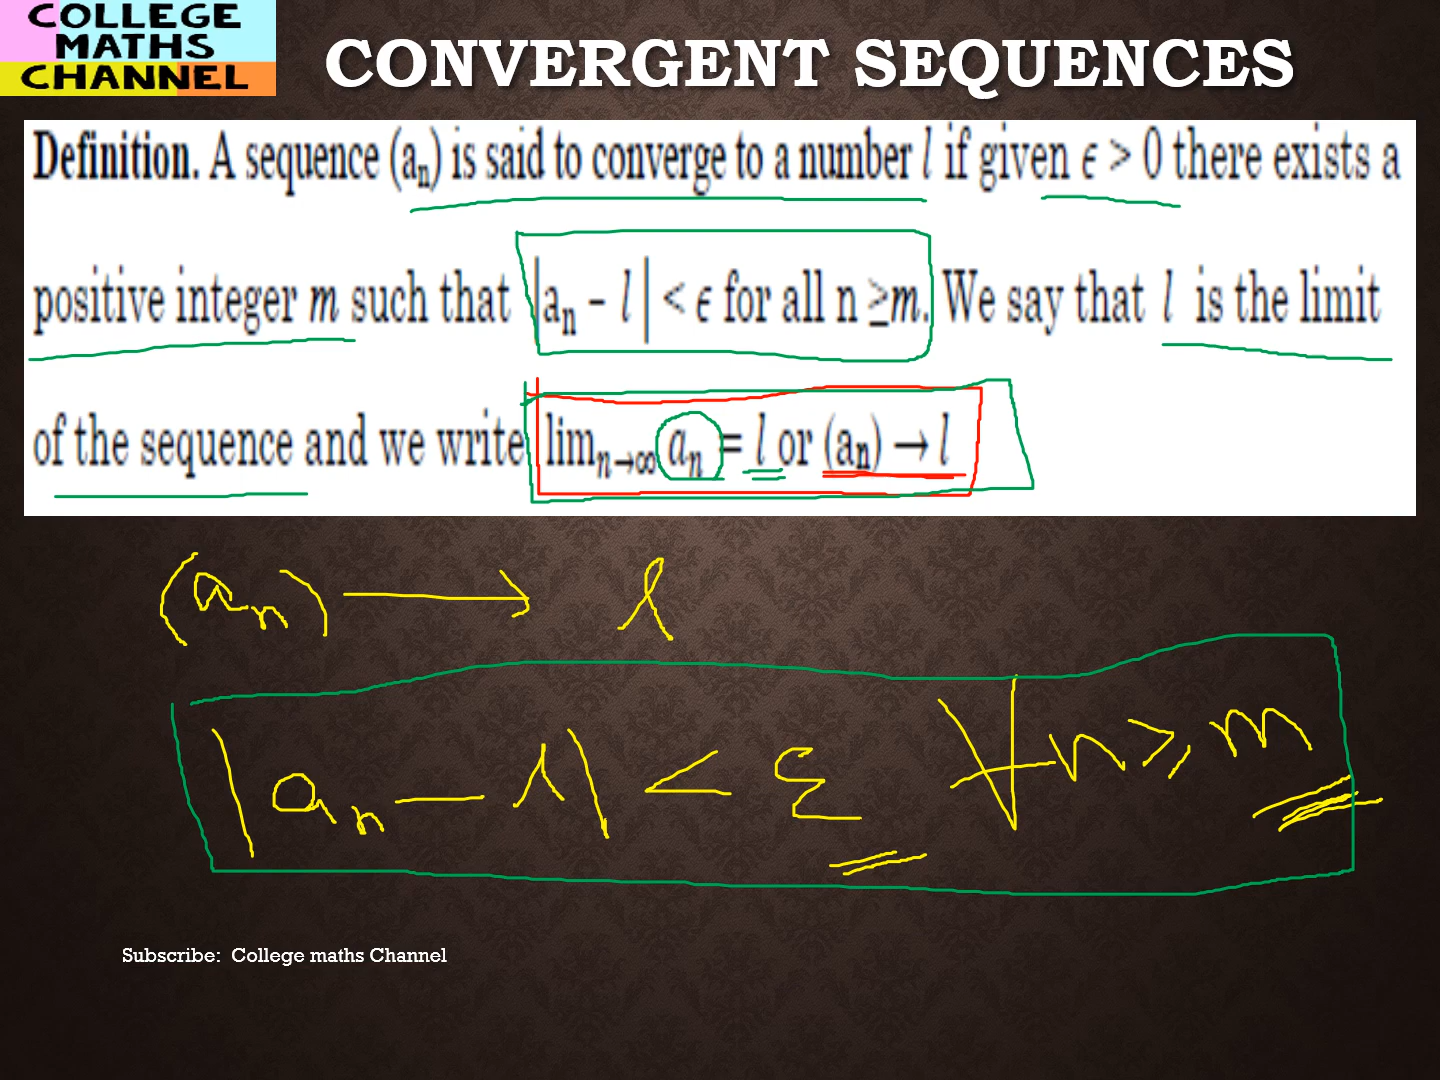 COLLEGE
MATHS
CHANNEL
CONVERGENT SEQUENCES
Definition. A sequence (aₙ) is said to converge to a number l if given ϵ > 0 there exists a
positive integer m such that |aₙ − l| < ϵ for all n ≥m. We say that l is the limit
of the sequence and we write limₙ→∞ aₙ = l or (aₙ) → l
(aₙ) ⟶ l
|aₙ − l| < ε ∀ n ≥ m
Subscribe: College maths Channel